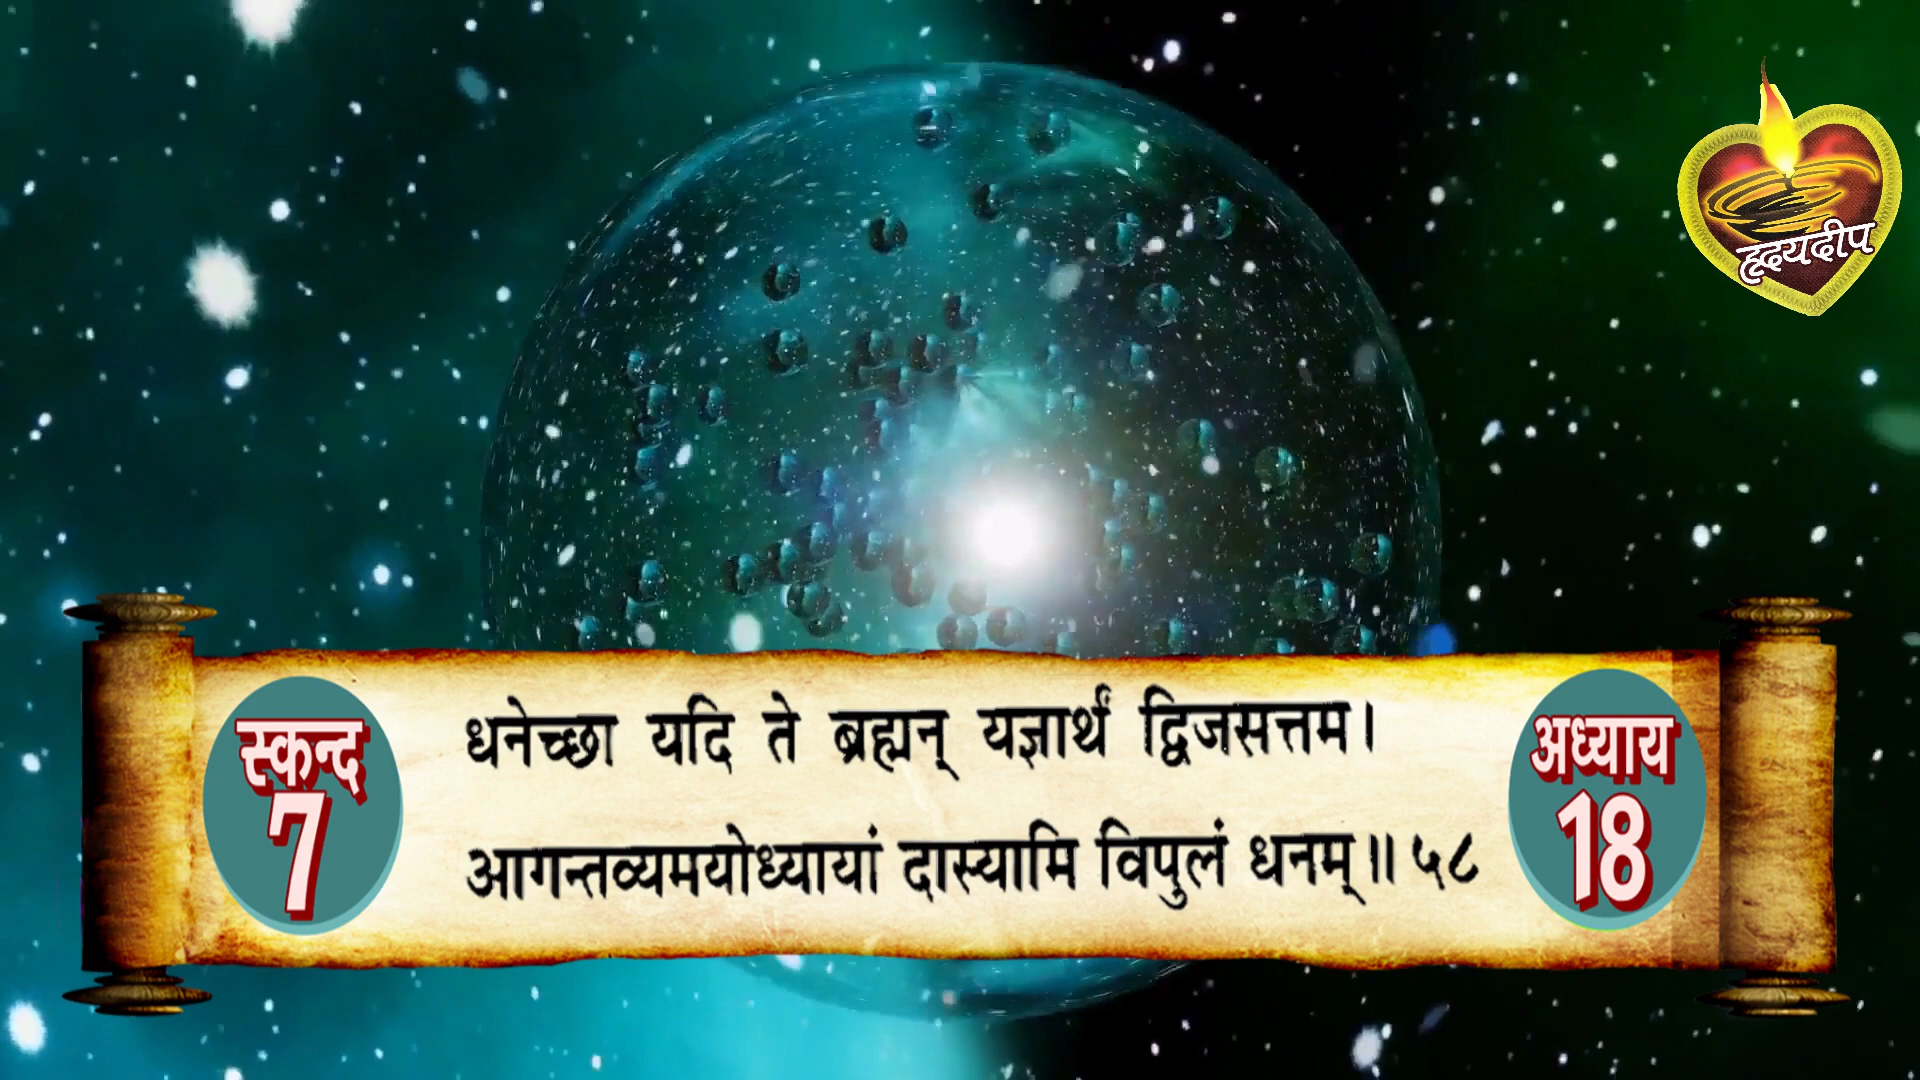 हृदयदीप
स्कन्द
7
धनेच्छा यदि ते ब्रह्मन् यज्ञार्थं द्विजसत्तम।
आगन्तव्यमयोध्यायां दास्यामि विपुलं धनम्॥ ५८
अध्याय
18